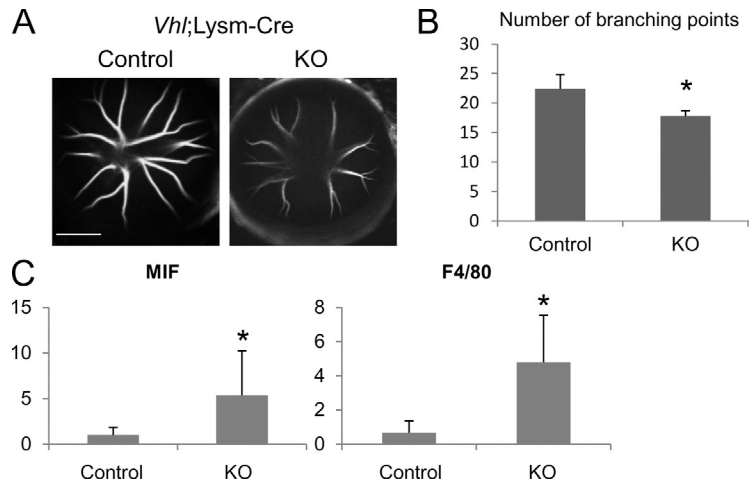 A
Vhl;Lysm-Cre
Control KO
B
Number of branching points
30
25
20
15
10
5
0
*
Control KO
C
MIF
15
10
5
0
*
Control KO
F4/80
8
6
4
2
0
*
Control KO